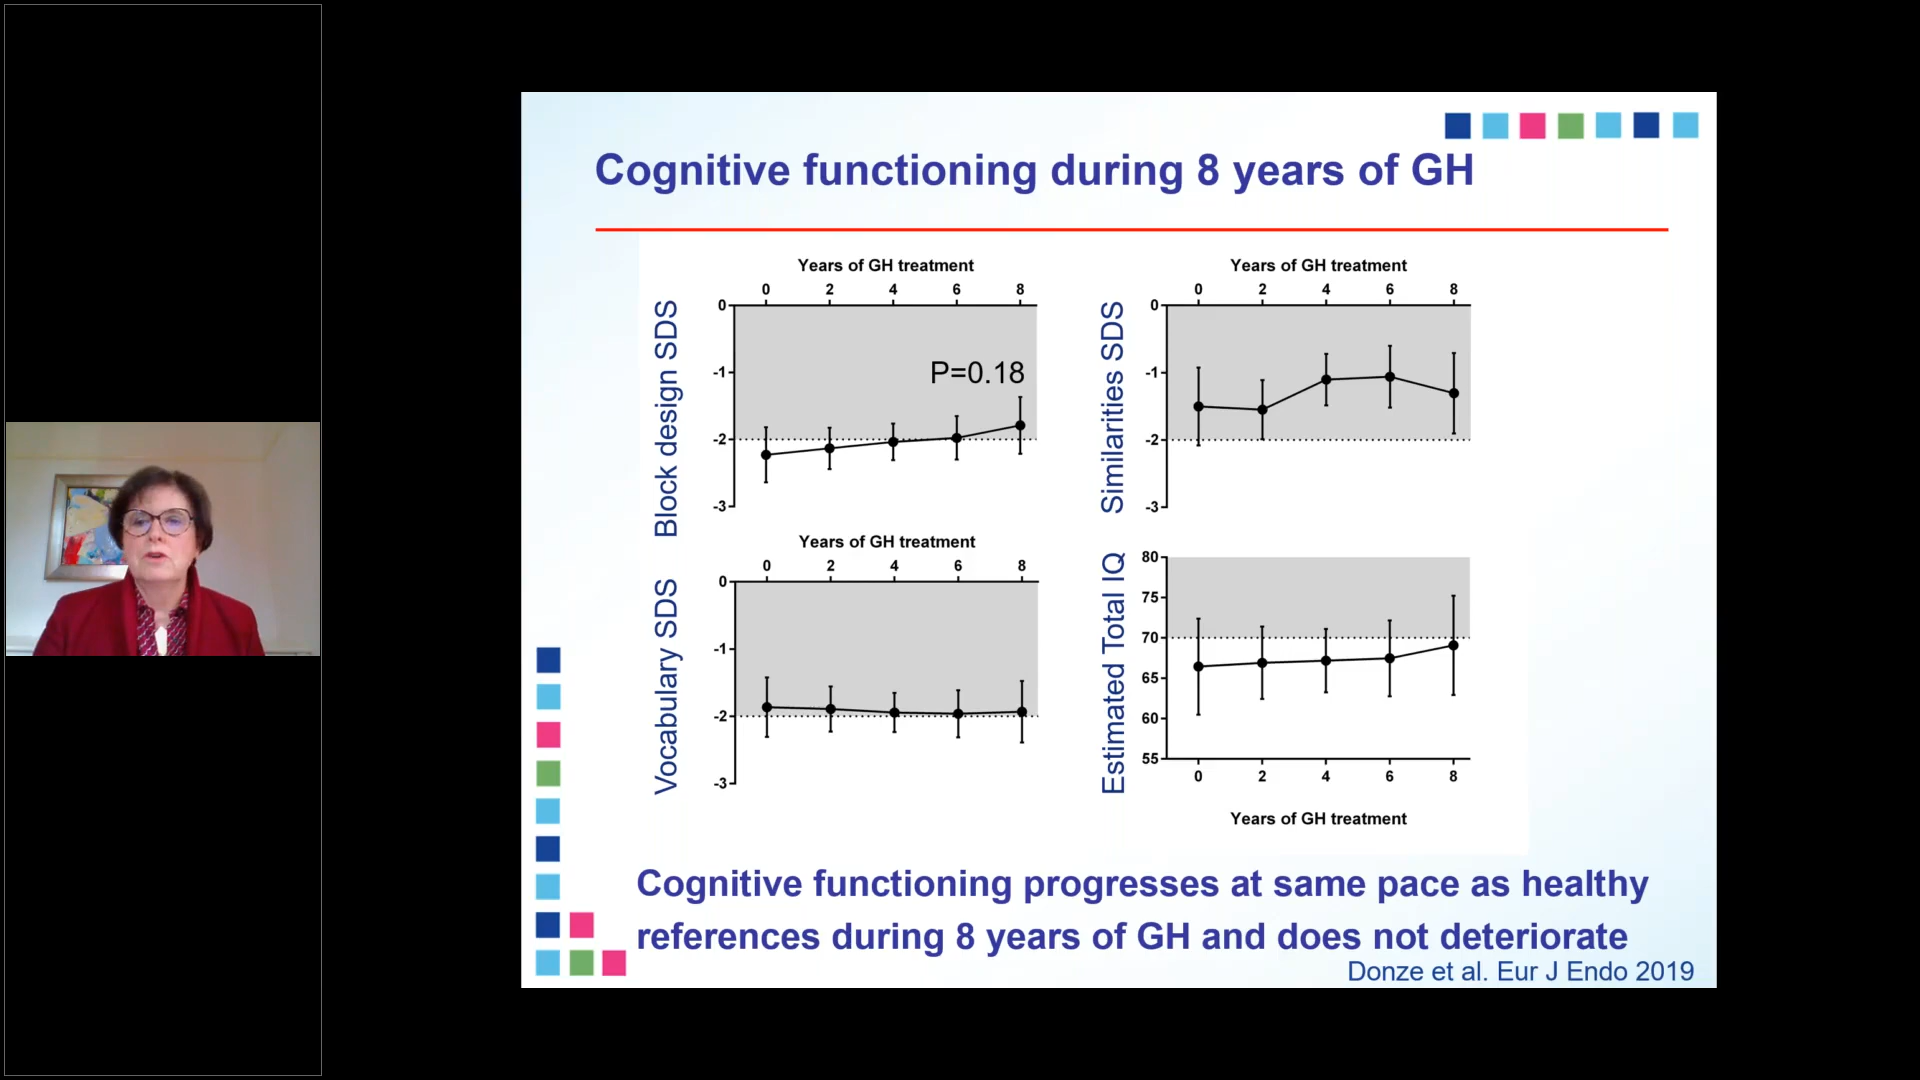 Cognitive functioning during 8 years of GH
Years of GH treatment
0 2 4 6 8
Block design SDS
0
-1
-2
-3
P=0.18
Years of GH treatment
0 2 4 6 8
Similarities SDS
0
-1
-2
-3
Years of GH treatment
0 2 4 6 8
Vocabulary SDS
0
-1
-2
-3
Estimated Total IQ
80
75
70
65
60
55
0 2 4 6 8
Years of GH treatment
Cognitive functioning progresses at same pace as healthy
references during 8 years of GH and does not deteriorate
Donze et al. Eur J Endo 2019